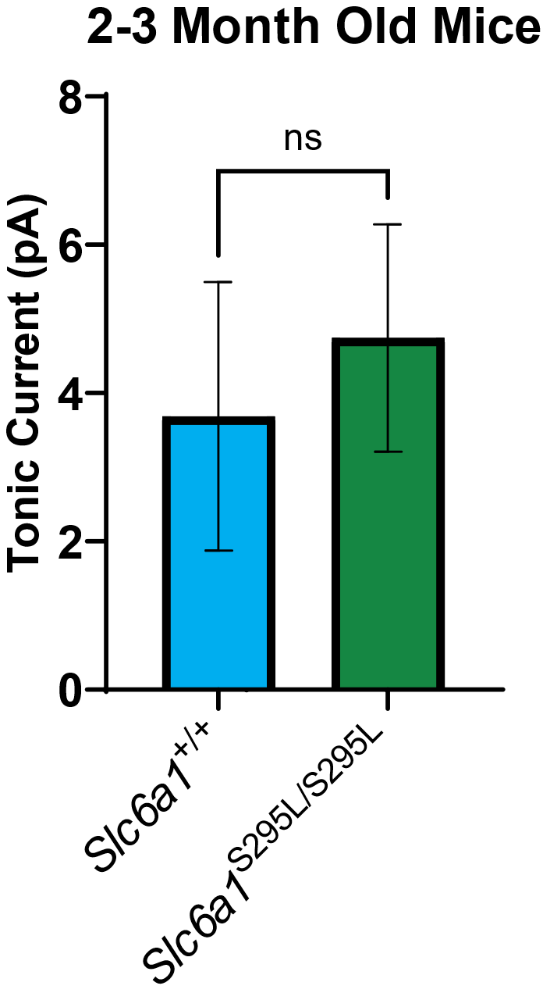 2-3 Month Old Mice
8
6
4
2
0
Tonic Current (pA)
ns
Slc6a1+/+
Slc6a1S295L/S295L